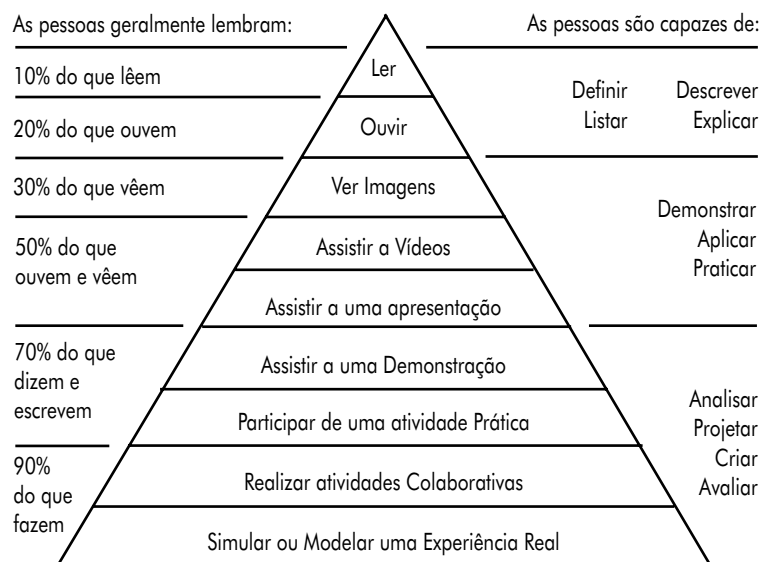 As pessoas geralmente lembram:
10% do que lêem
20% do que ouvem
30% do que vêem
50% do que
ouvem e vêem
70% do que
dizem e
escrevem
90%
do que
fazem
Ler
Ouvir
Ver Imagens
Assistir a Vídeos
Assistir a uma apresentação
Assistir a uma Demonstração
Participar de uma atividade Prática
Realizar atividades Colaborativas
Simular ou Modelar uma Experiência Real
As pessoas são capazes de:
Definir Descrever
Listar Explicar
Demonstrar
Aplicar
Praticar
Analisar
Projetar
Criar
Avaliar